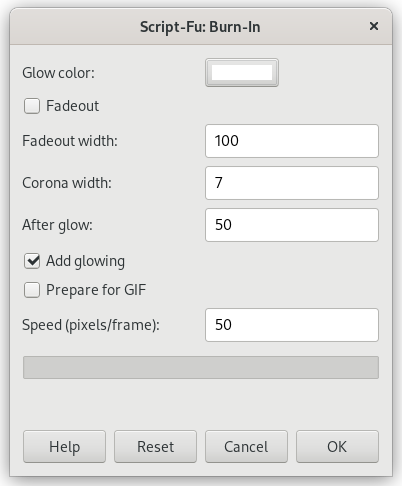 Script-Fu: Burn-In
Glow color:
Fadeout
Fadeout width: 100
Corona width: 7
After glow: 50
Add glowing
Prepare for GIF
Speed (pixels/frame): 50
Help Reset Cancel OK